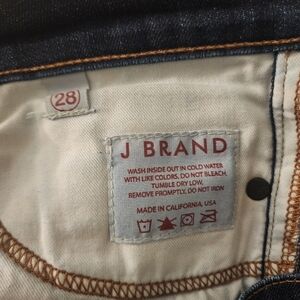 28
J BRAND
WASH INSIDE OUT IN COLD WATER
WITH LIKE COLORS. DO NOT BLEACH.
TUMBLE DRY LOW.
REMOVE PROMPTLY, DO NOT IRON
MADE IN CALIFORNIA, USA